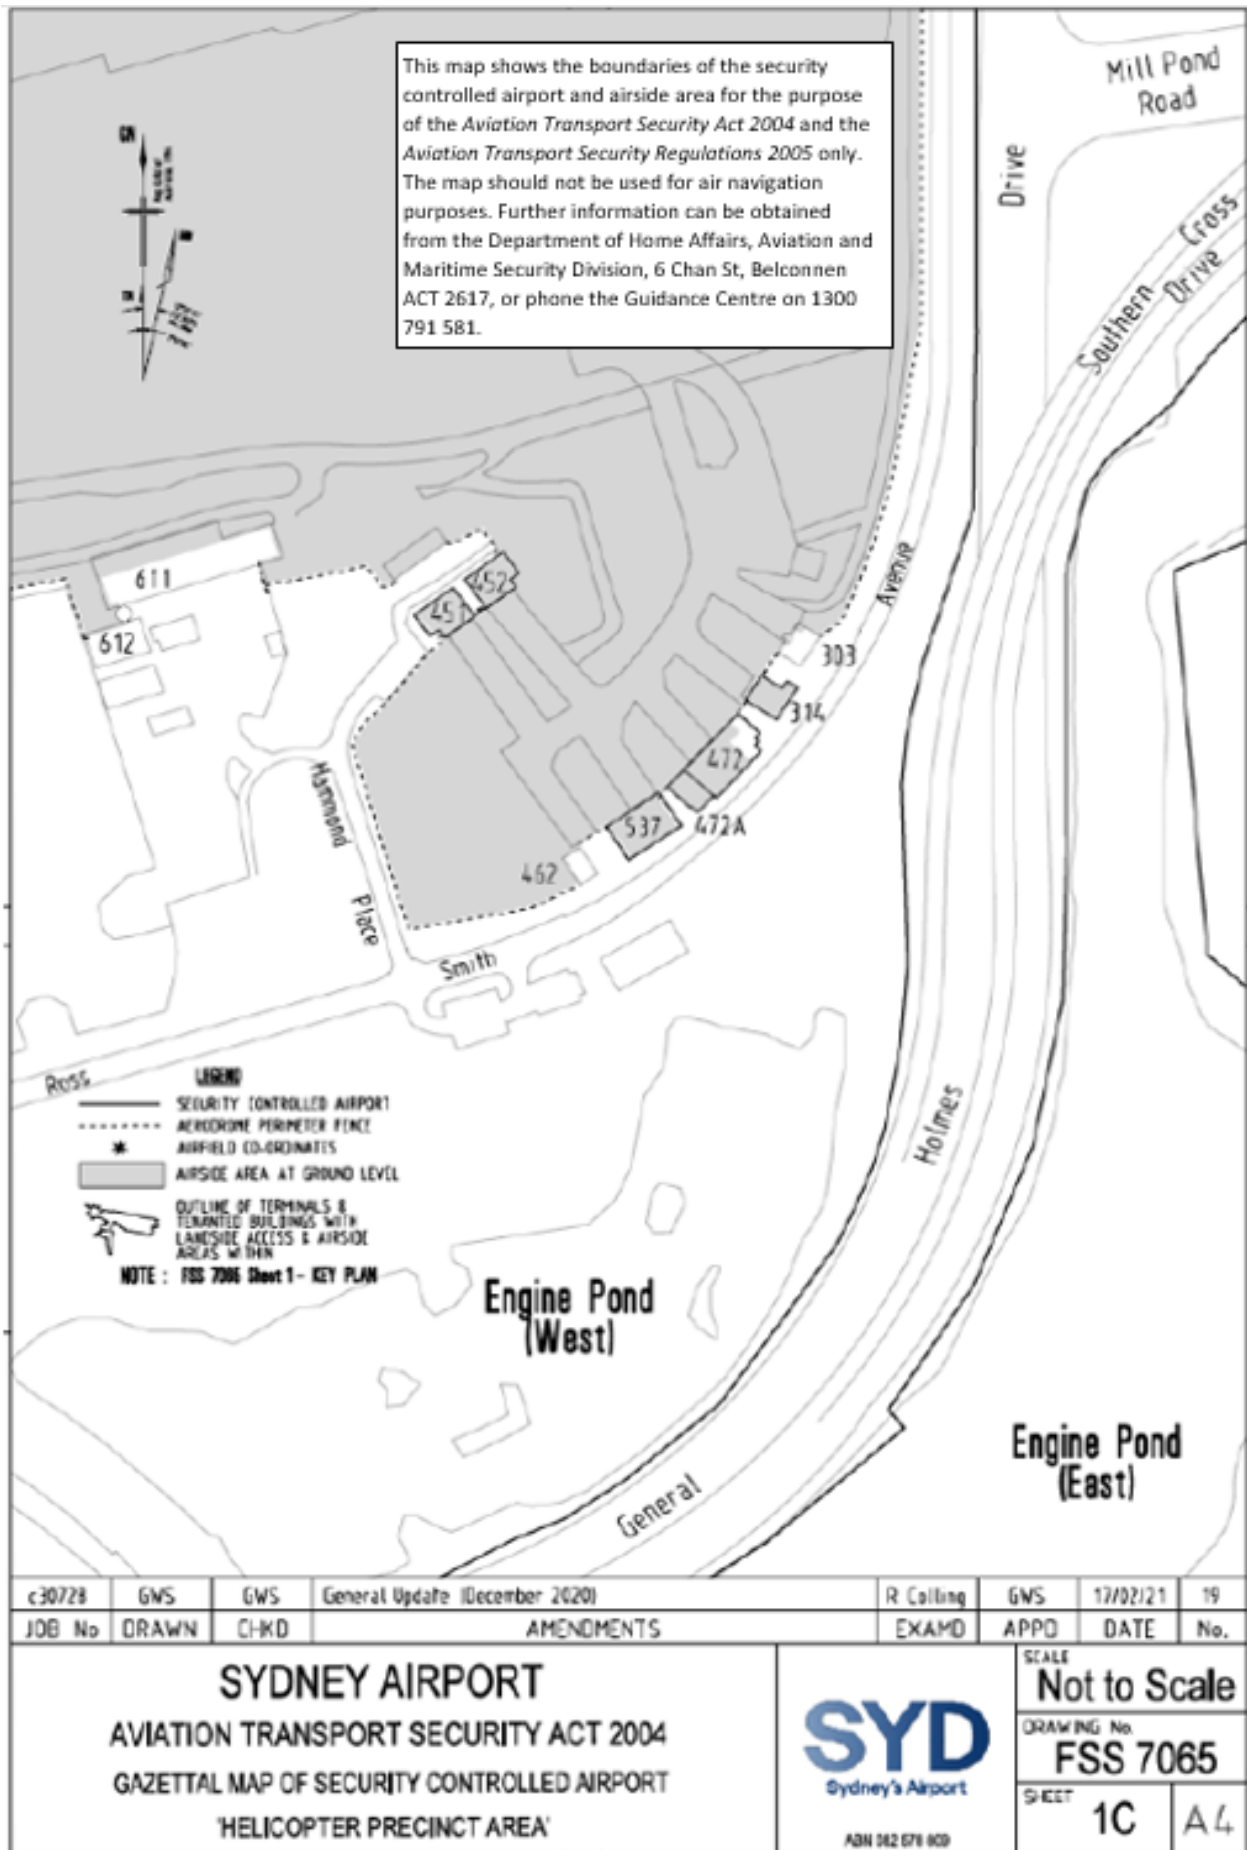 This map shows the boundaries of the security
controlled airport and airside area for the purpose
of the Aviation Transport Security Act 2004 and the
Aviation Transport Security Regulations 2005 only.
The map should not be used for air navigation
purposes. Further information can be obtained
from the Department of Home Affairs, Aviation and
Maritime Security Division, 6 Chan St, Belconnen
ACT 2617, or phone the Guidance Centre on 1300
791 581.
Mill Pond
Road
Drive
Southern Cross
Drive
GN
Avenue
611
612
452
457
303
314
472
472A
537
462
Hammond
Place
Smith
Ross
Holmes
General
LEGEND
SECURITY CONTROLLED AIRPORT
AERODROME PERIMETER FENCE
AIRFIELD CO-ORDINATES
AIRSIDE AREA AT GROUND LEVEL
OUTLINE OF TERMINALS &
TENANTED BUILDINGS WITH
LANDSIDE ACCESS & AIRSIDE
AREAS WITHIN
NOTE : FSS 7065 Sheet 1 - KEY PLAN
Engine Pond
(West)
Engine Pond
(East)
c30728 GWS GWS General Update (December 2020) R Colling GWS 17/02/21 19
JOB No DRAWN CHKD AMENDMENTS EXAMD APPD DATE No.
SYDNEY AIRPORT
AVIATION TRANSPORT SECURITY ACT 2004
GAZETTAL MAP OF SECURITY CONTROLLED AIRPORT
'HELICOPTER PRECINCT AREA'
SYD
Sydney's Airport
ABN 082 578 809
SCALE
Not to Scale
DRAWING No.
FSS 7065
SHEET
1C A4